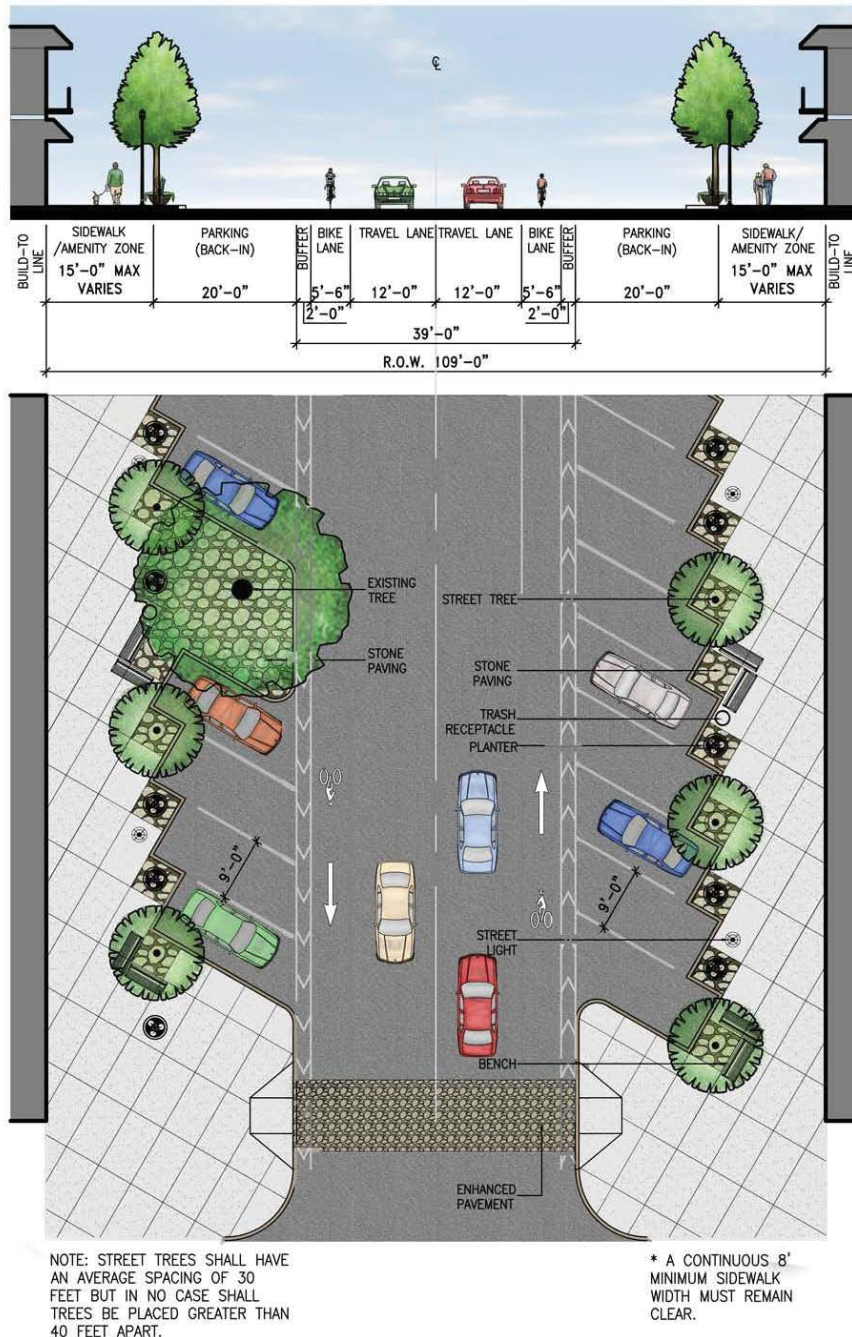 ℄
BUILD-TO
LINE
SIDEWALK
/AMENITY ZONE
15'-0" MAX
VARIES
PARKING
(BACK-IN)
20'-0"
BUFFER
2'-0"
BIKE
LANE
5'-6"
TRAVEL LANE
12'-0"
TRAVEL LANE
12'-0"
BIKE
LANE
5'-6"
BUFFER
2'-0"
PARKING
(BACK-IN)
20'-0"
SIDEWALK/
AMENITY ZONE
15'-0" MAX
VARIES
BUILD-TO
LINE
39'-0"
R.O.W. 109'-0"
EXISTING
TREE
STREET TREE
STONE
PAVING
STONE
PAVING
TRASH
RECEPTACLE
PLANTER
9'-0"
9'-0"
STREET
LIGHT
BENCH
ENHANCED
PAVEMENT
NOTE: STREET TREES SHALL HAVE
AN AVERAGE SPACING OF 30
FEET BUT IN NO CASE SHALL
TREES BE PLACED GREATER THAN
40 FEET APART.
* A CONTINUOUS 8'
MINIMUM SIDEWALK
WIDTH MUST REMAIN
CLEAR.